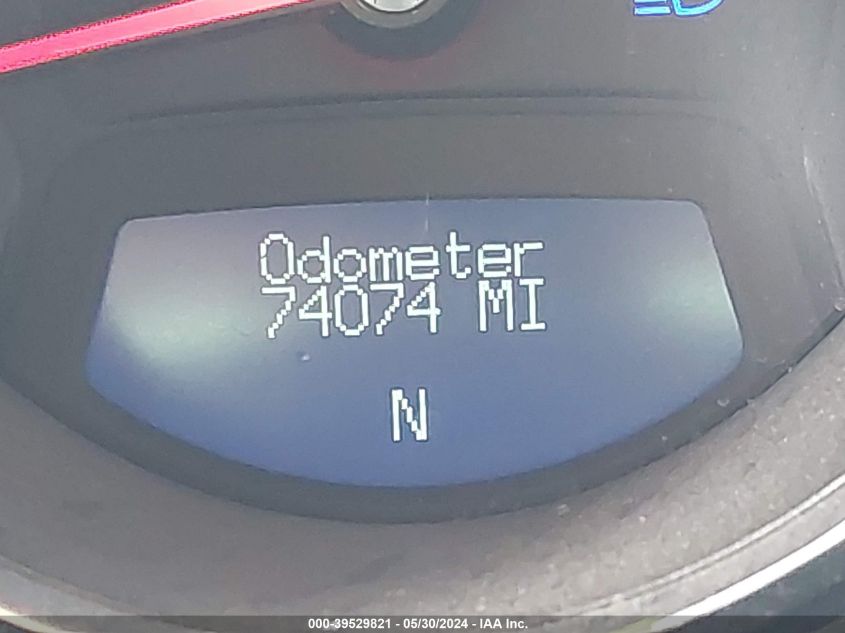 Odometer
74074 MI
N
000-39529821 - 05/30/2024 - IAA Inc.